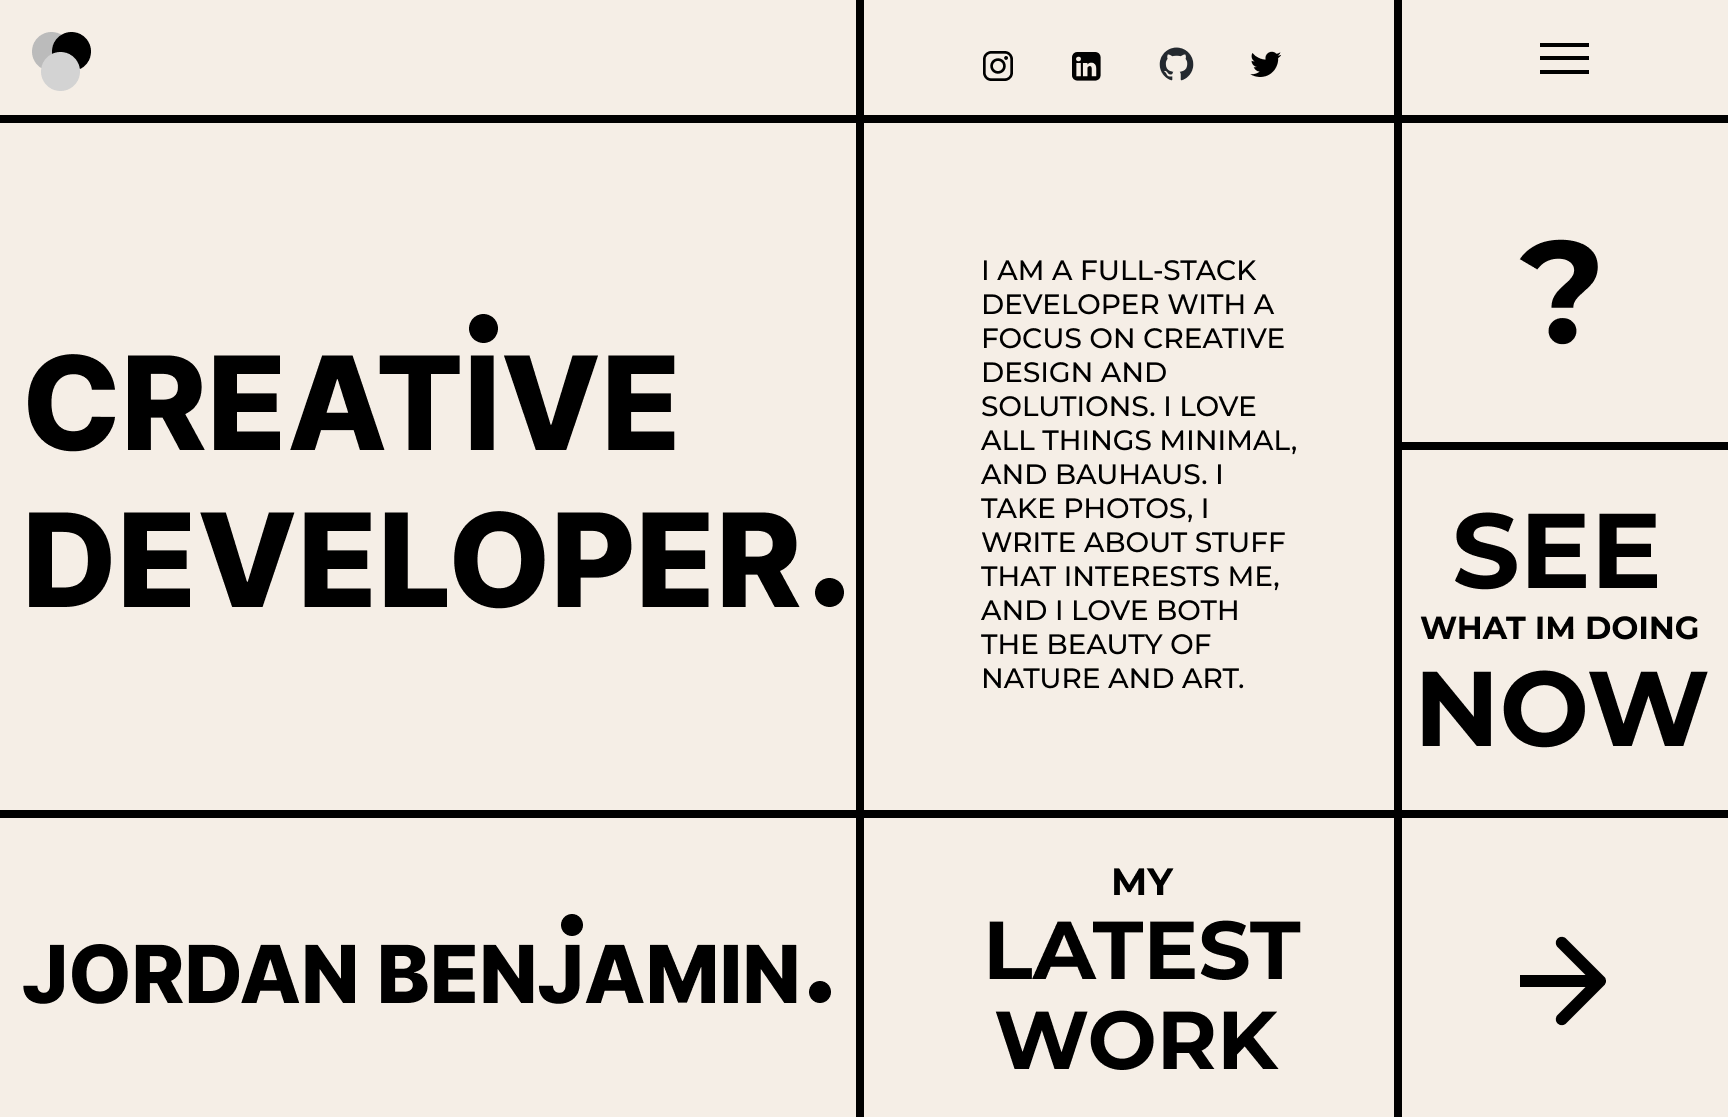 CREATIVE
DEVELOPER.
I AM A FULL-STACK
DEVELOPER WITH A
FOCUS ON CREATIVE
DESIGN AND
SOLUTIONS. I LOVE
ALL THINGS MINIMAL,
AND BAUHAUS. I
TAKE PHOTOS, I
WRITE ABOUT STUFF
THAT INTERESTS ME,
AND I LOVE BOTH
THE BEAUTY OF
NATURE AND ART.
?
SEE
WHAT IM DOING
NOW
JORDAN BENJAMIN.
MY
LATEST
WORK